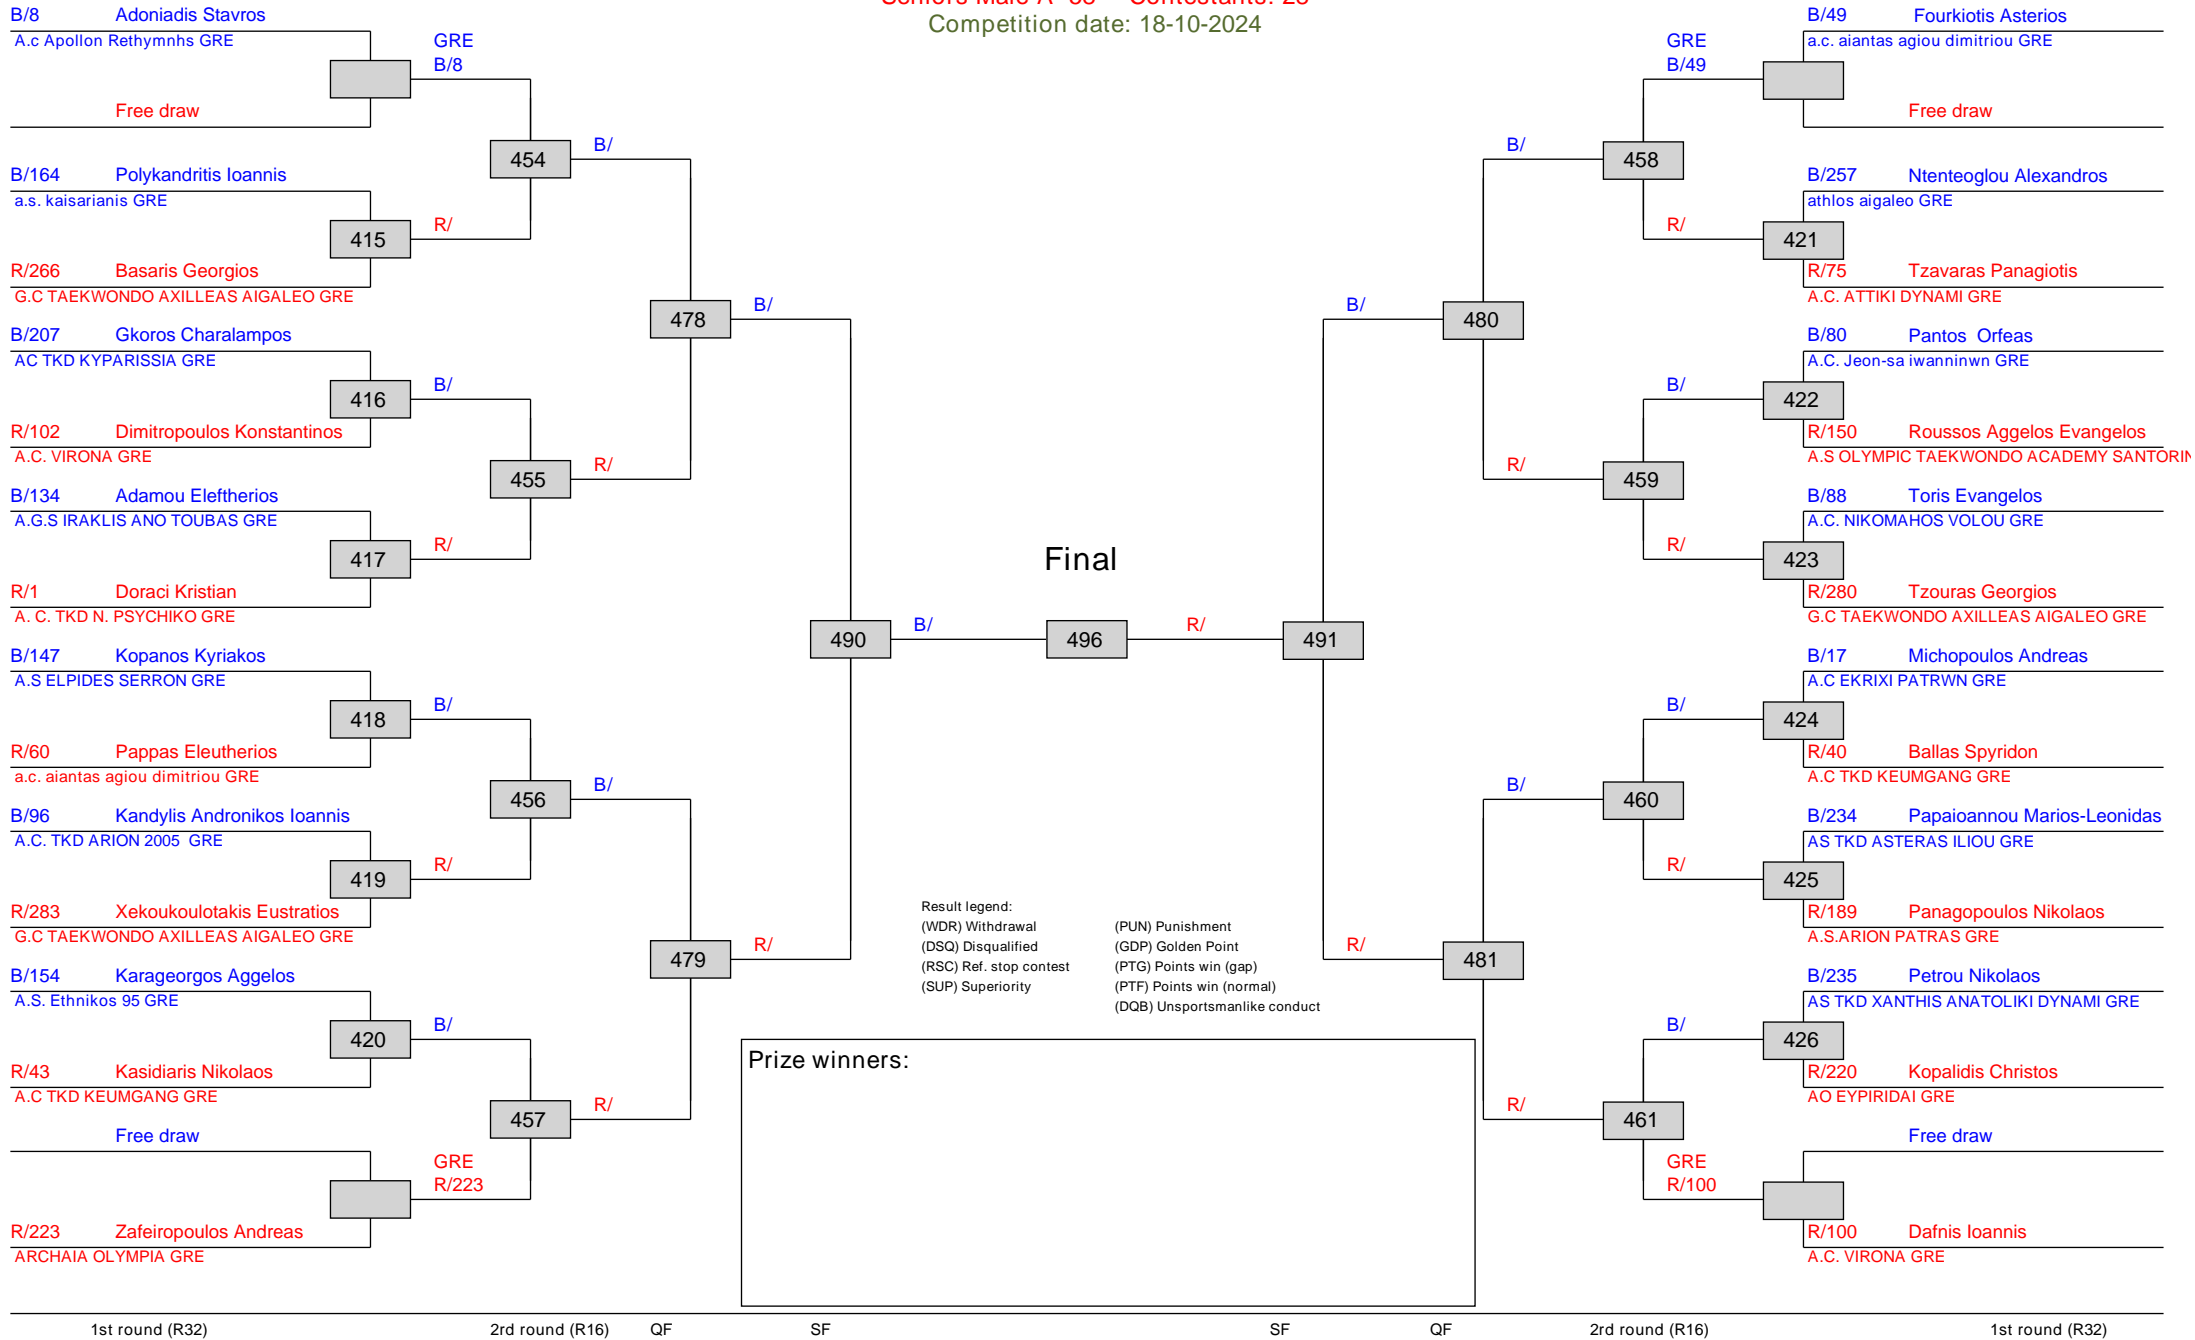 Competition date: 18-10-2024
B/8 Adoniadis Stavros
A.c Apollon Rethymnhs GRE
GRE
B/8
Free draw
454
B/
B/164 Polykandritis Ioannis
a.s. kaisarianis GRE
415
R/
R/266 Basaris Georgios
G.C TAEKWONDO AXILLEAS AIGALEO GRE
478
B/
B/207 Gkoros Charalampos
AC TKD KYPARISSIA GRE
416
B/
R/102 Dimitropoulos Konstantinos
A.C. VIRONA GRE
455
R/
B/134 Adamou Eleftherios
A.G.S IRAKLIS ANO TOUBAS GRE
417
R/
R/1 Doraci Kristian
A. C. TKD N. PSYCHIKO GRE
490
B/
B/147 Kopanos Kyriakos
A.S ELPIDES SERRON GRE
418
B/
R/60 Pappas Eleutherios
a.c. aiantas agiou dimitriou GRE
456
B/
B/96 Kandylis Andronikos Ioannis
A.C. TKD ARION 2005 GRE
419
R/
R/283 Xekoukoulotakis Eustratios
G.C TAEKWONDO AXILLEAS AIGALEO GRE
479
R/
B/154 Karageorgos Aggelos
A.S. Ethnikos 95 GRE
420
B/
R/43 Kasidiaris Nikolaos
A.C TKD KEUMGANG GRE
457
R/
Free draw
GRE
R/223
R/223 Zafeiropoulos Andreas
ARCHAIA OLYMPIA GRE
Final
496
R/
491
B/49 Fourkiotis Asterios
a.c. aiantas agiou dimitriou GRE
GRE
B/49
Free draw
B/
458
B/257 Ntenteoglou Alexandros
athlos aigaleo GRE
R/
421
R/75 Tzavaras Panagiotis
A.C. ATTIKI DYNAMI GRE
B/
480
B/80 Pantos Orfeas
A.C. Jeon-sa iwanninwn GRE
B/
422
R/150 Roussos Aggelos Evangelos
A.S OLYMPIC TAEKWONDO ACADEMY SANTORIN
R/
459
B/88 Toris Evangelos
A.C. NIKOMAHOS VOLOU GRE
R/
423
R/280 Tzouras Georgios
G.C TAEKWONDO AXILLEAS AIGALEO GRE
B/17 Michopoulos Andreas
A.C EKRIXI PATRWN GRE
B/
424
R/40 Ballas Spyridon
A.C TKD KEUMGANG GRE
B/
460
B/234 Papaioannou Marios-Leonidas
AS TKD ASTERAS ILIOU GRE
R/
425
R/189 Panagopoulos Nikolaos
A.S.ARION PATRAS GRE
R/
481
B/235 Petrou Nikolaos
AS TKD XANTHIS ANATOLIKI DYNAMI GRE
B/
426
R/220 Kopalidis Christos
AO EYPIRIDAI GRE
R/
461
Free draw
GRE
R/100
R/100 Dafnis Ioannis
A.C. VIRONA GRE
Result legend:
(WDR) Withdrawal
(DSQ) Disqualified
(RSC) Ref. stop contest
(SUP) Superiority
(PUN) Punishment
(GDP) Golden Point
(PTG) Points win (gap)
(PTF) Points win (normal)
(DQB) Unsportsmanlike conduct
Prize winners:
1st round (R32) 2rd round (R16) QF SF SF QF 2rd round (R16) 1st round (R32)